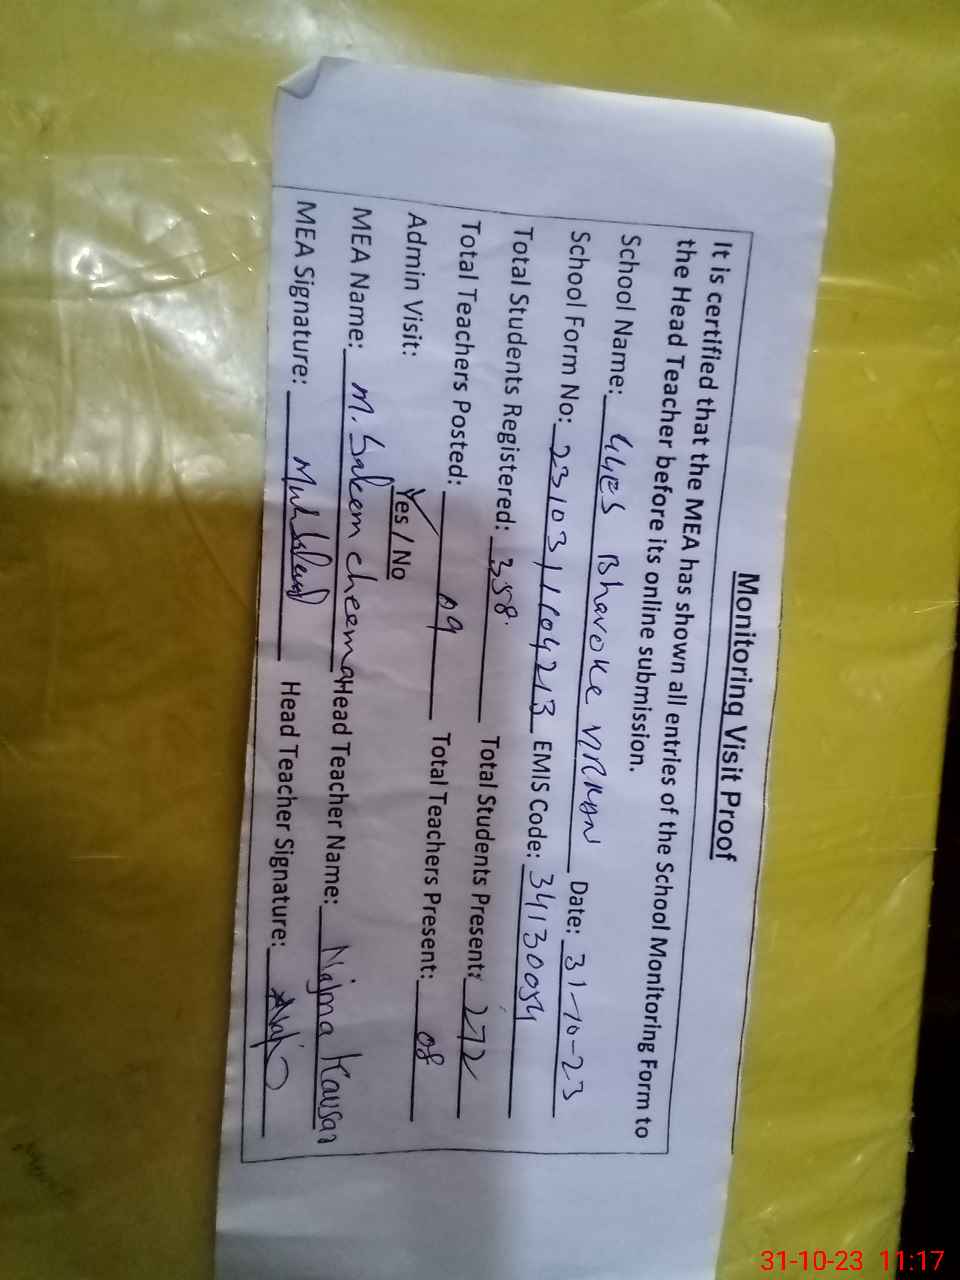 Monitoring Visit Proof
It is certified that the MEA has shown all entries of the School Monitoring Form to
the Head Teacher before its online submission.
School Name: GGES Bharoke VIRKAN Date: 31-10-23
School Form No: 231031164213 EMIS Code: 34130054
Total Students Registered: 358. Total Students Present: 272
Total Teachers Posted: 09 Total Teachers Present: 08
Admin Visit: Yes / No
MEA Name: M. Saleem cheema Head Teacher Name: Najma Kausar
MEA Signature: Head Teacher Signature:
31-10-23 11:17